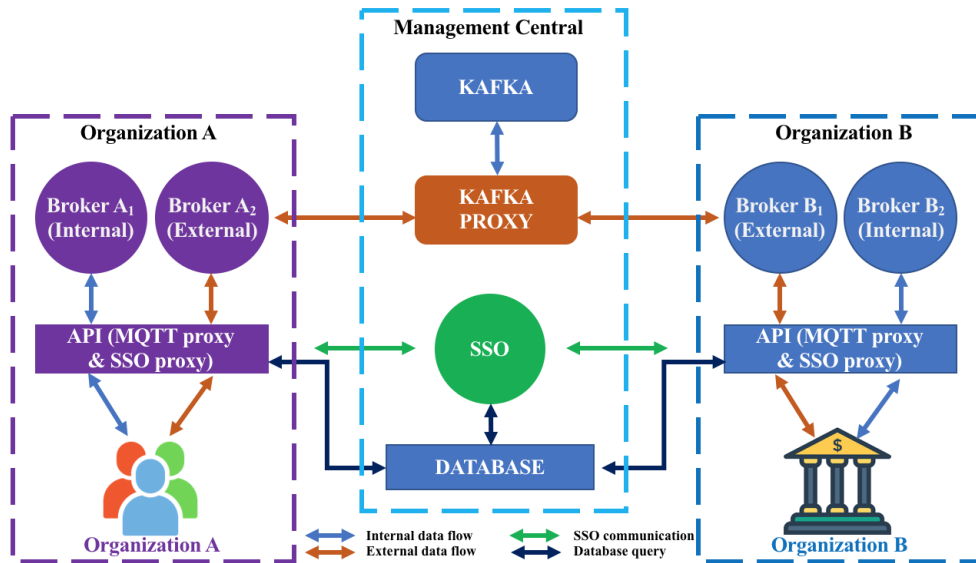 Management Central
KAFKA
KAFKA
PROXY
SSO
DATABASE
Organization A
Broker A₁
(Internal)
Broker A₂
(External)
API (MQTT proxy
& SSO proxy)
Organization A
Organization B
Broker B₁
(External)
Broker B₂
(Internal)
API (MQTT proxy
& SSO proxy)
$
Organization B
Internal data flow
External data flow
SSO communication
Database query